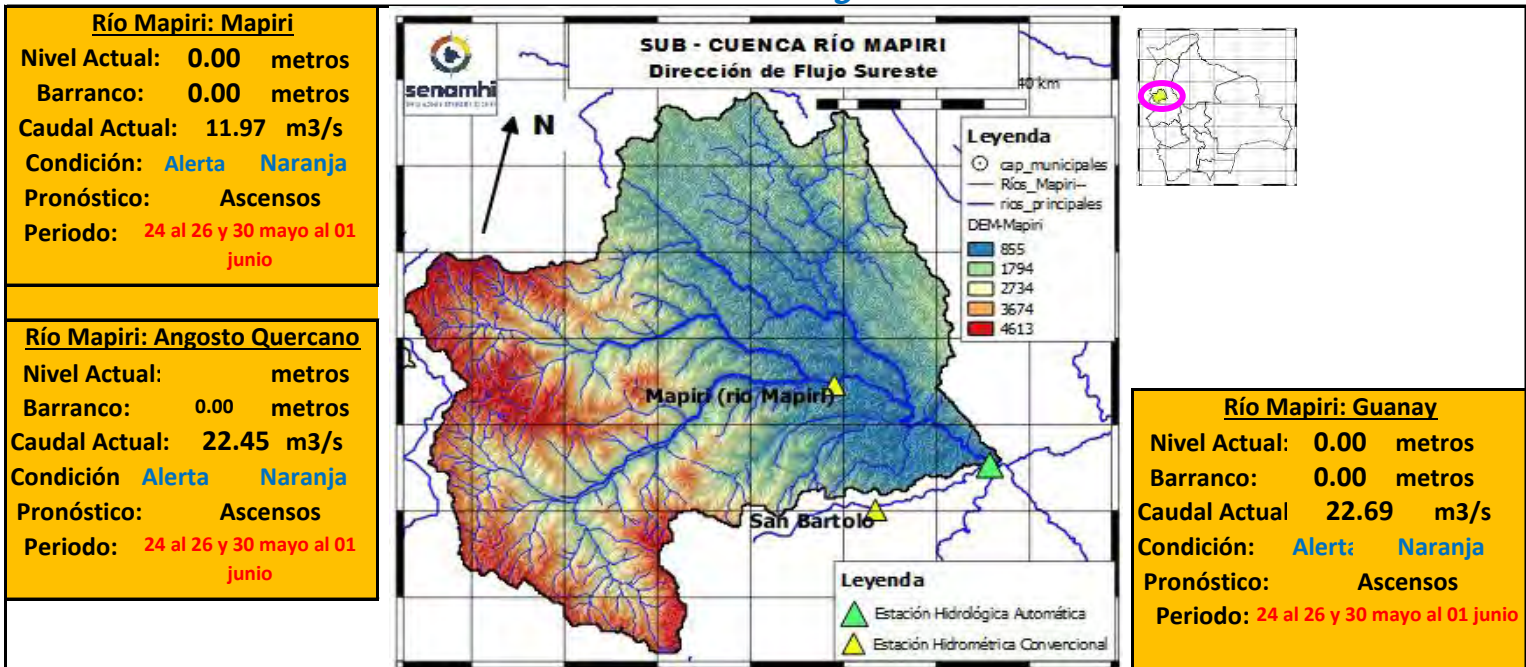 Río Mapiri: Mapiri
Nivel Actual: 0.00 metros
Barranco: 0.00 metros
Caudal Actual: 11.97 m3/s
Condición: Alerta Naranja
Pronóstico: Ascensos
Periodo: 24 al 26 y 30 mayo al 01
junio
Río Mapiri: Angosto Quercano
Nivel Actual: metros
Barranco: 0.00 metros
Caudal Actual: 22.45 m3/s
Condición Alerta Naranja
Pronóstico: Ascensos
Periodo: 24 al 26 y 30 mayo al 01
junio
senamhi
SUB - CUENCA RÍO MAPIRI
Dirección de Flujo Sureste
40 km
N
Leyenda
cap_municipales
Ríos_Mapiri--
rios_principales
DEM-Mapiri
855
1794
2734
3674
4613
Mapiri (rio Mapiri)
San Bartolo
Leyenda
Estación Hidrológica Automática
Estación Hidrométrica Convencional
Río Mapiri: Guanay
Nivel Actual: 0.00 metros
Barranco: 0.00 metros
Caudal Actual 22.69 m3/s
Condición: Alerta Naranja
Pronóstico: Ascensos
Periodo: 24 al 26 y 30 mayo al 01 junio